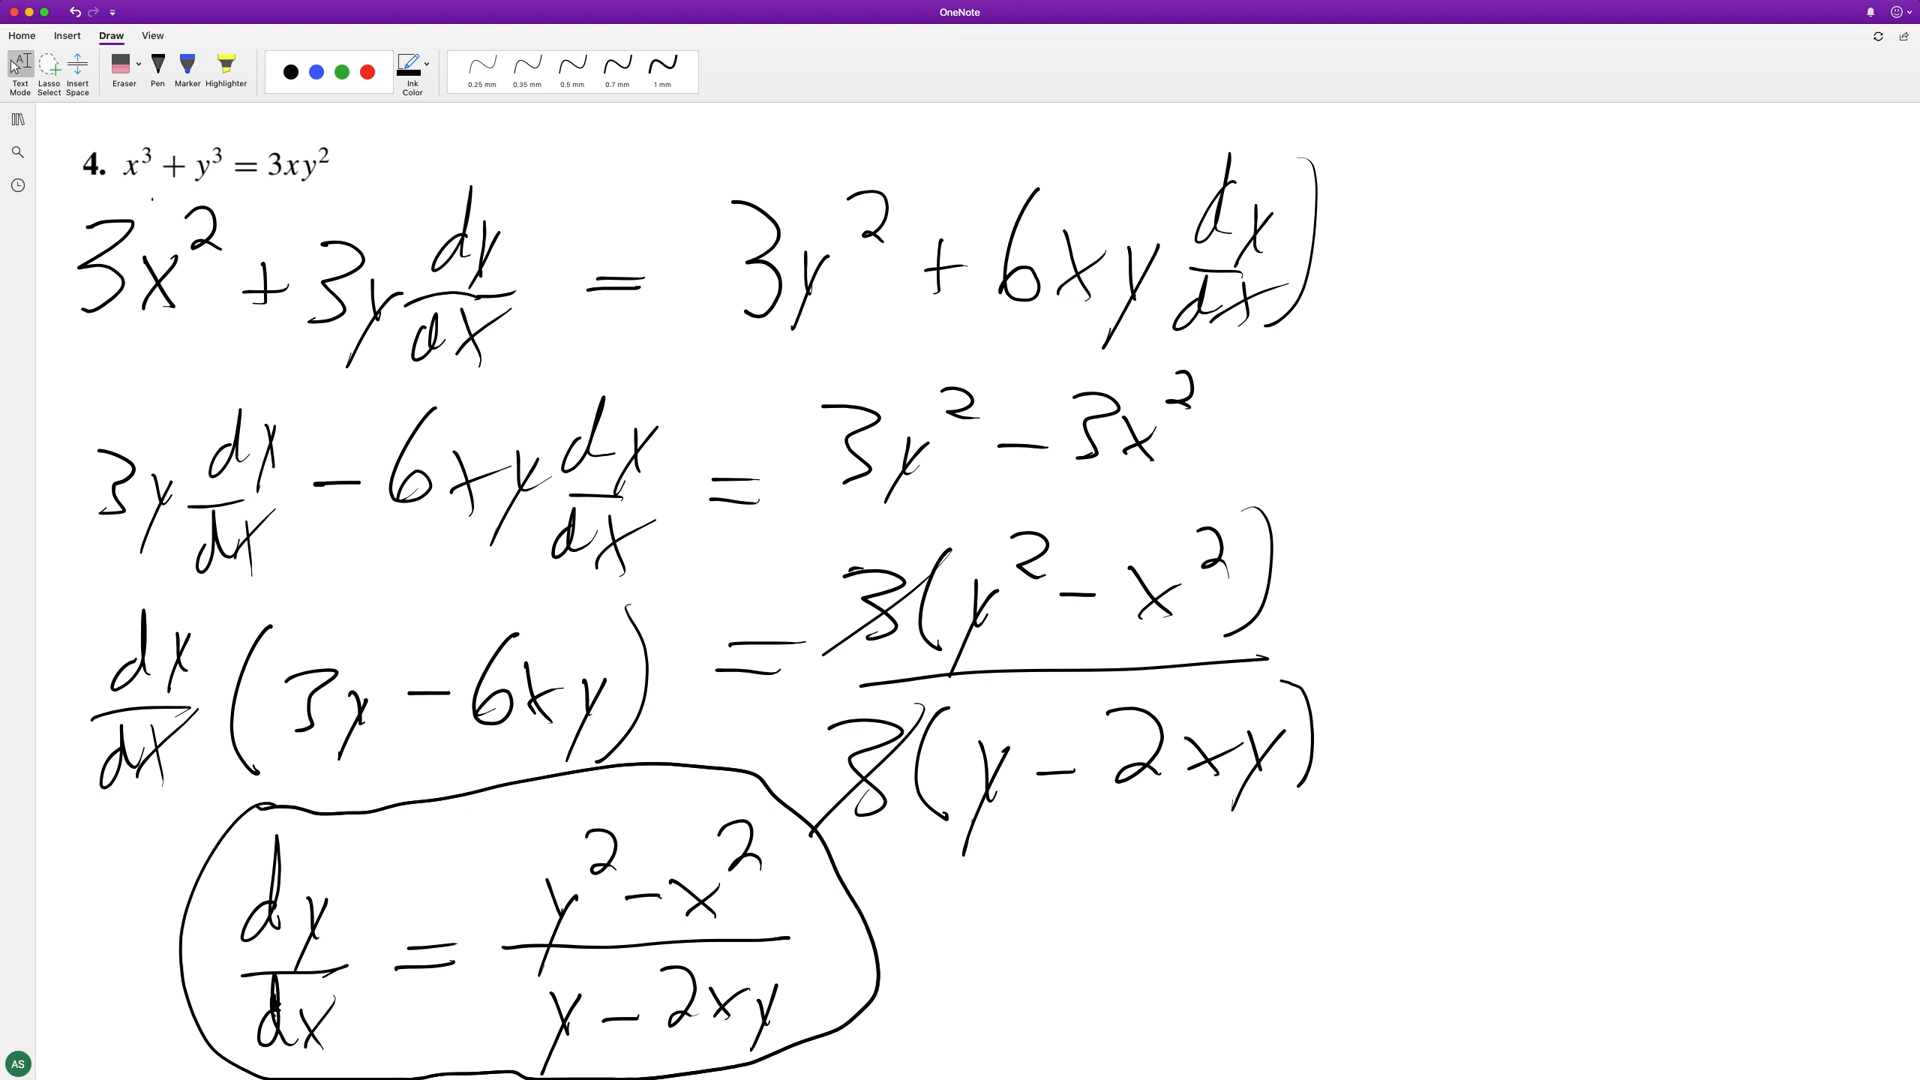 OneNote
Home Insert Draw View
Text Mode Lasso Select Insert Space Eraser Pen Marker Highlighter Ink Color 0.25 mm 0.35 mm 0.5 mm 0.7 mm 1 mm
4. x³ + y³ = 3xy²
3x² + 3y dy/dx = 3y² + 6xy dy/dx)
3y dy/dx − 6xy dy/dx = 3y² − 3x²
dy/dx (3y − 6xy) = 3(y² − x²) / 3(y − 2xy)
dy/dx = y² − x² / y − 2xy
AS